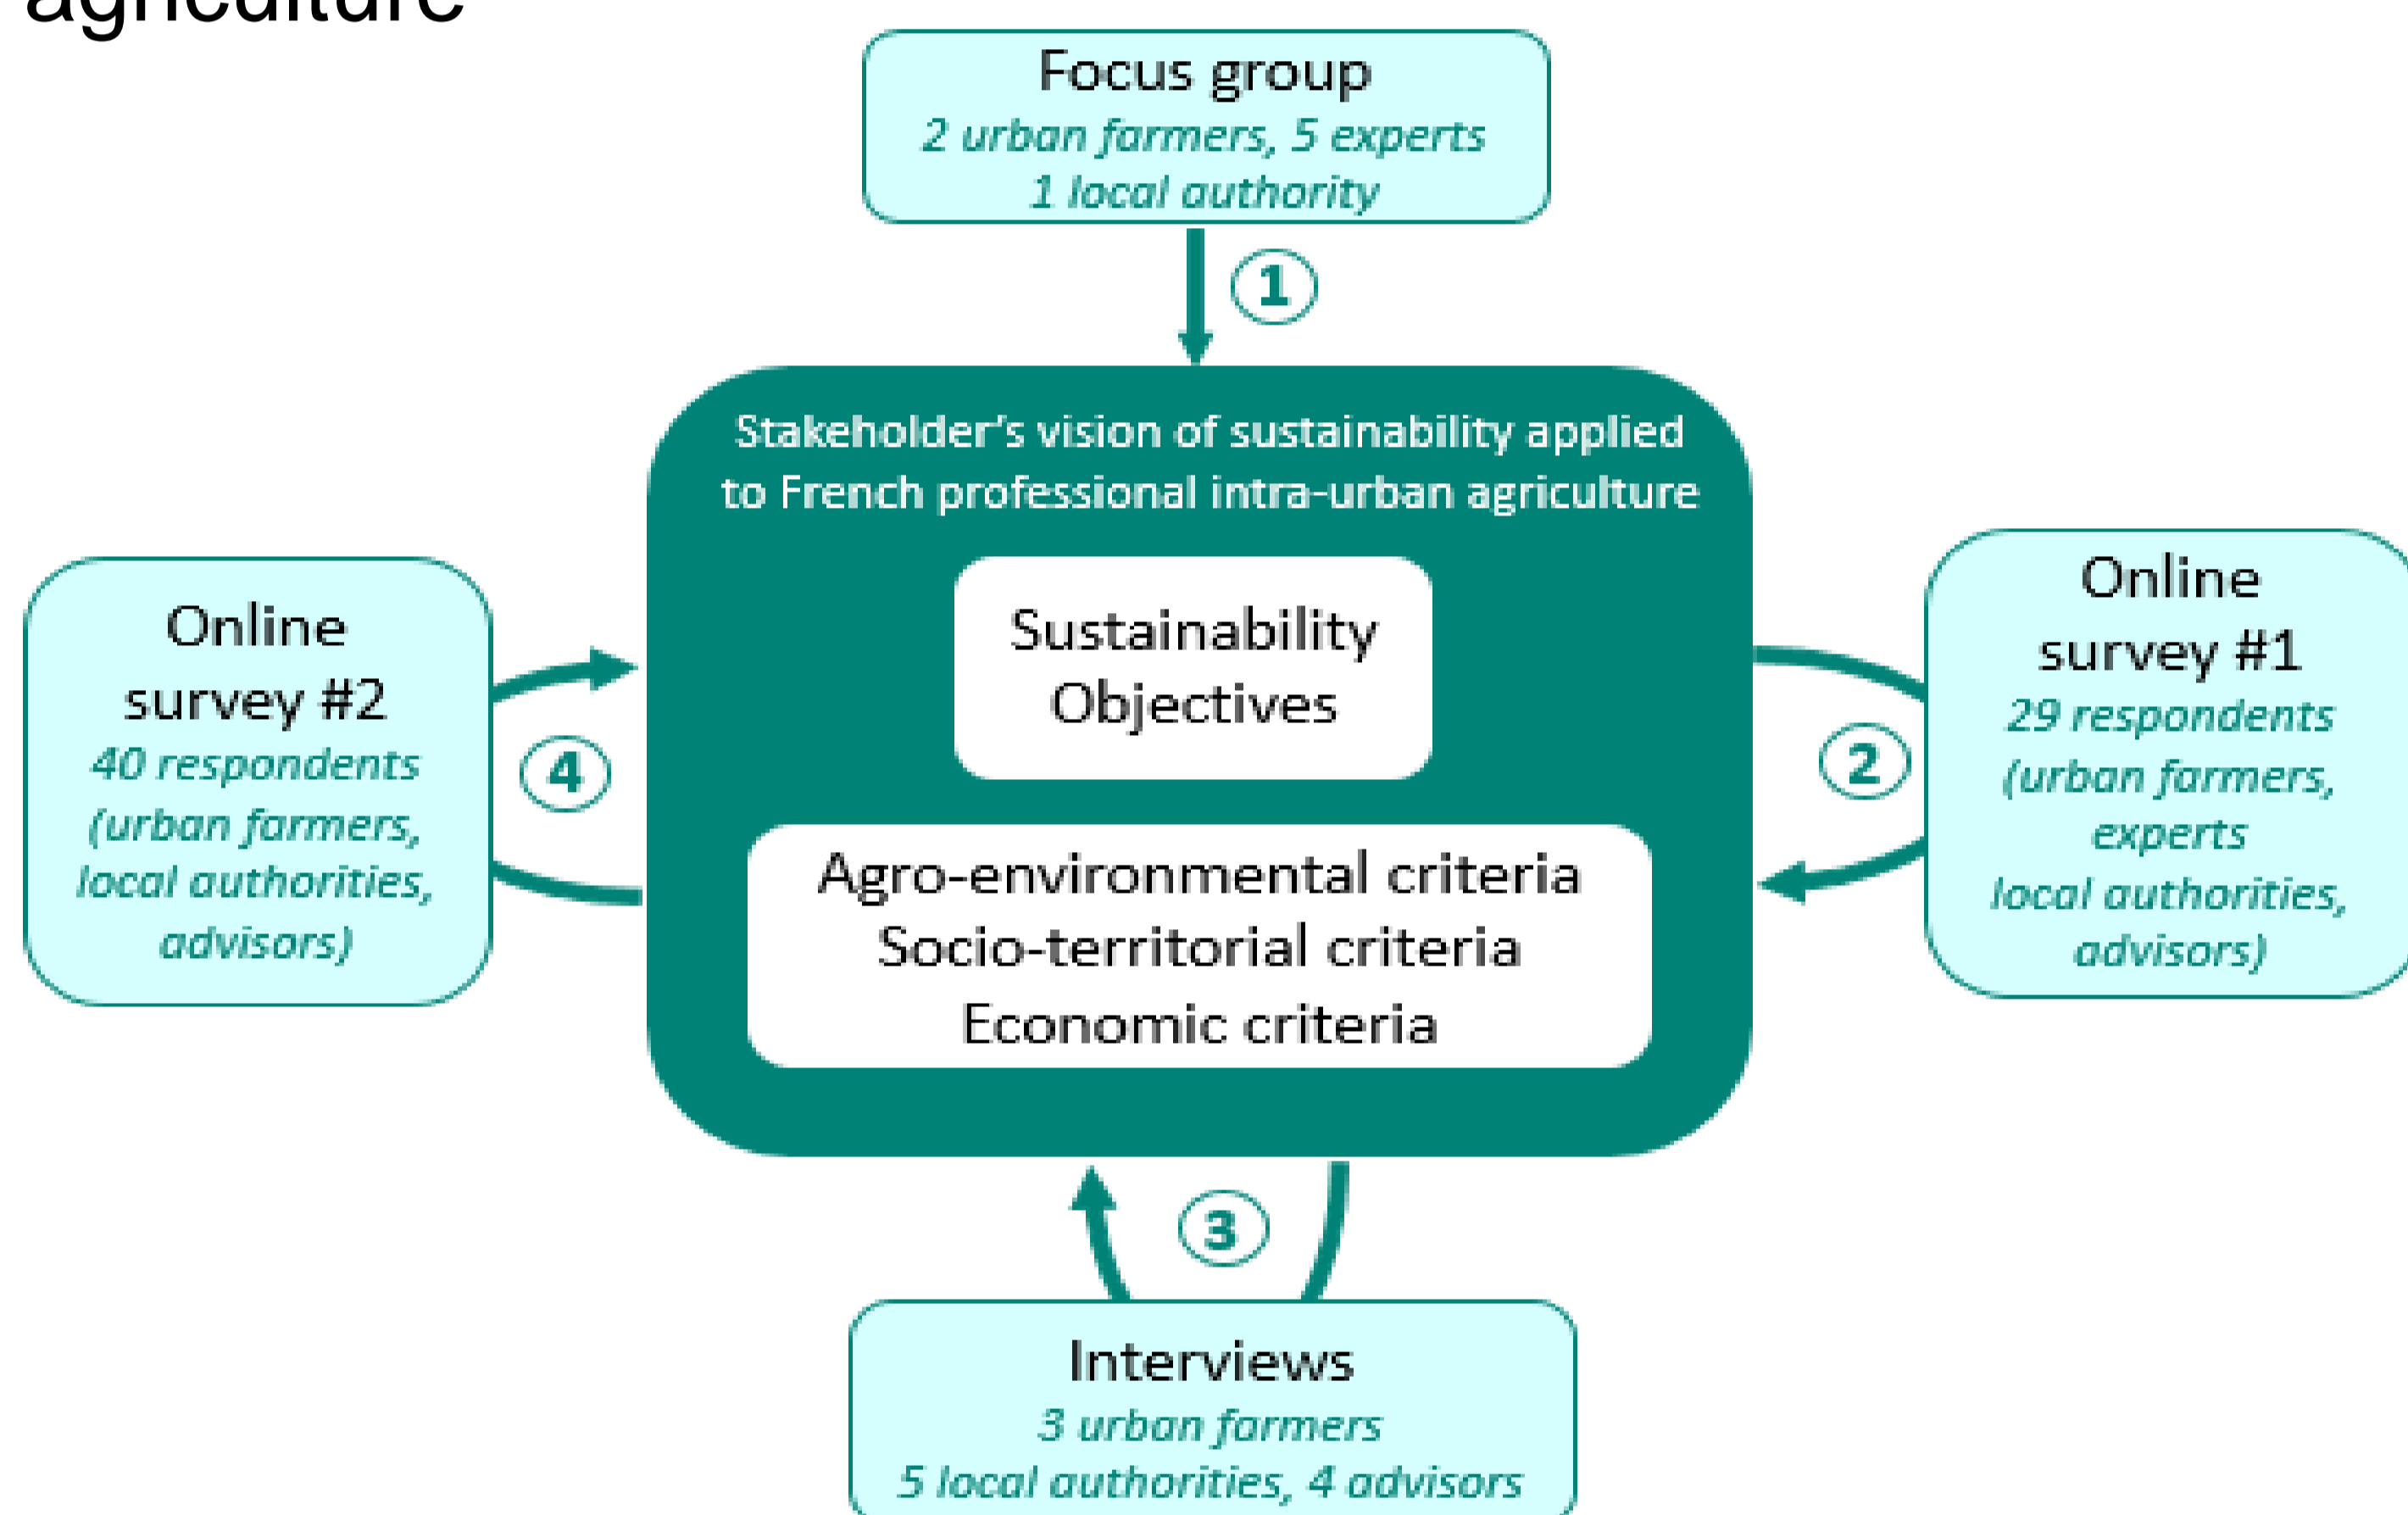 agriculture
Focus group
2 urban farmers, 5 experts
1 local authority
1
Stakeholder's vision of sustainability applied
to French professional intra-urban agriculture
Sustainability
Objectives
Agro-environmental criteria
Socio-territorial criteria
Economic criteria
Online
survey #1
29 respondents
(urban farmers,
experts
local authorities,
advisors)
2
Interviews
3 urban farmers
5 local authorities, 4 advisors
3
Online
survey #2
40 respondents
(urban farmers,
local authorities,
advisors)
4